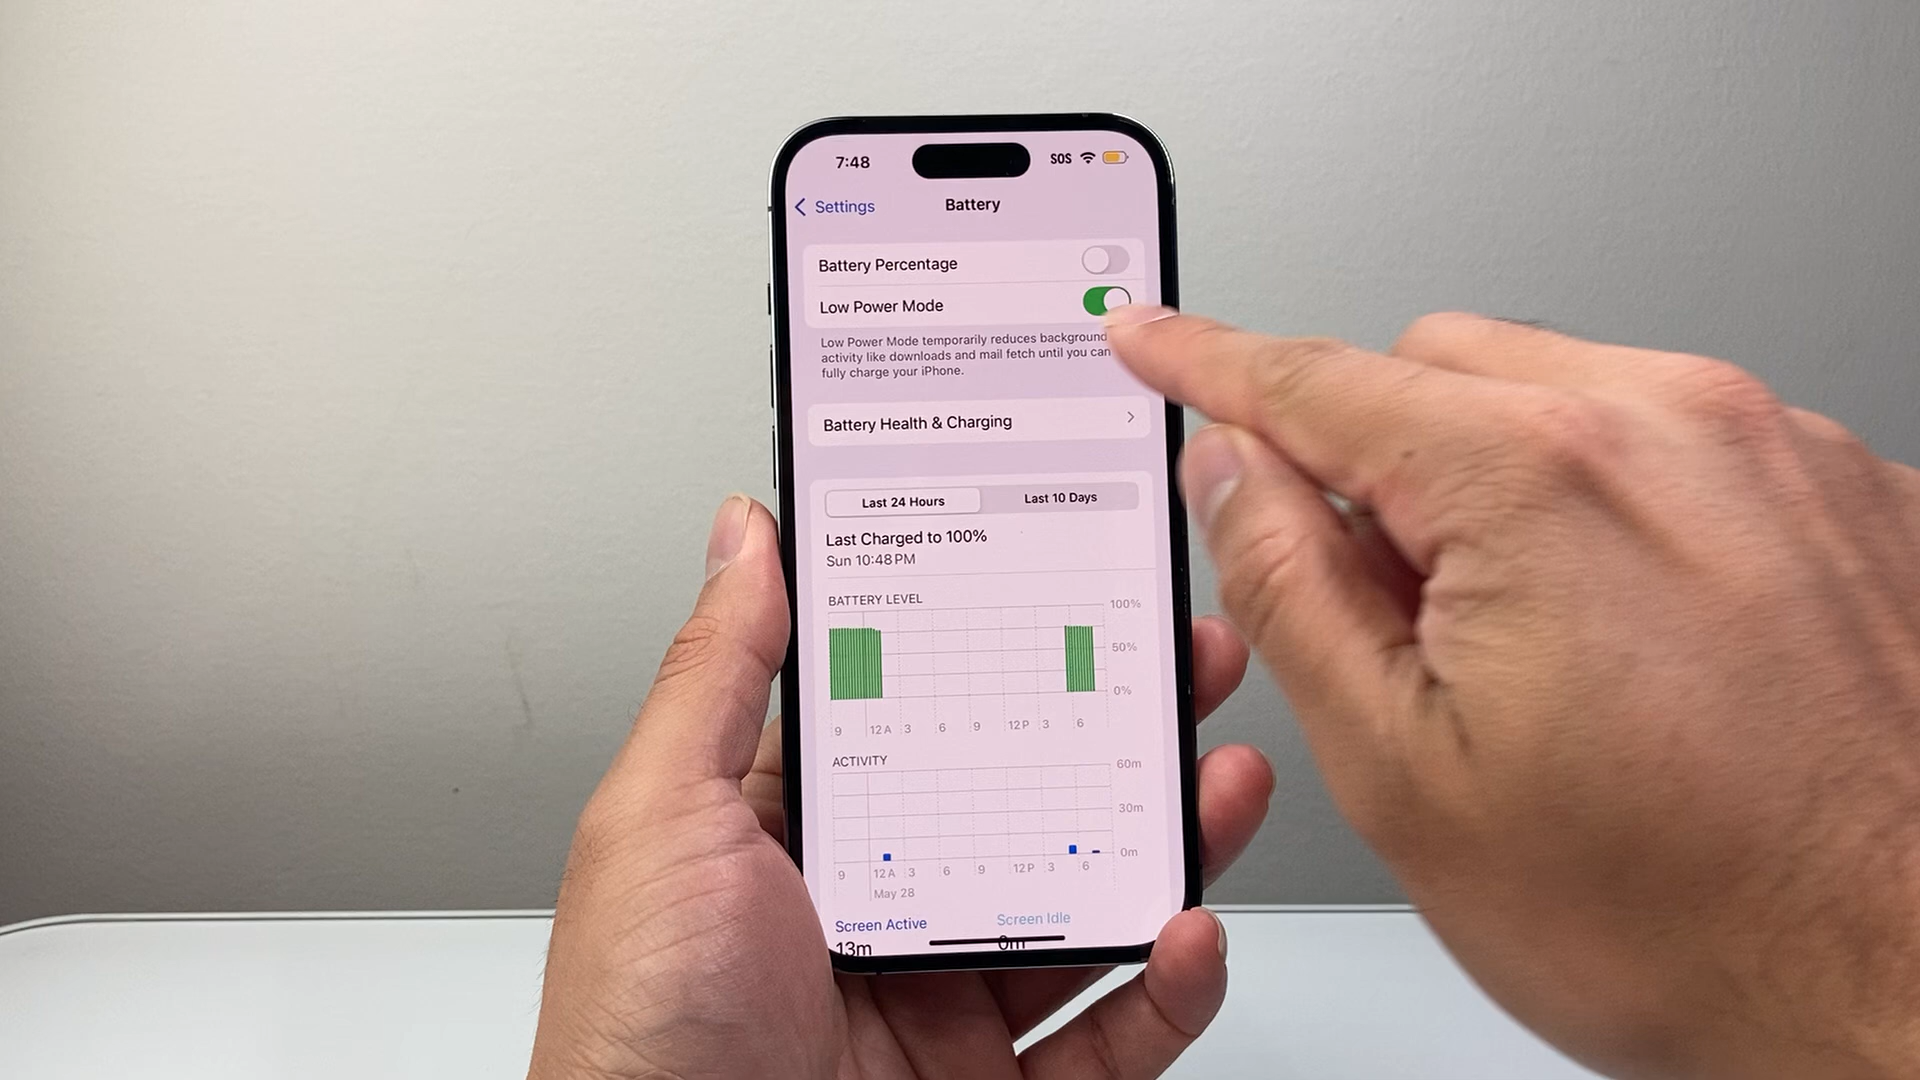 7:48
SOS
Settings
Battery
Battery Percentage
Low Power Mode
Low Power Mode temporarily reduces background
activity like downloads and mail fetch until you can
fully charge your iPhone.
Battery Health & Charging
Last 24 Hours
Last 10 Days
Last Charged to 100%
Sun 10:48 PM
BATTERY LEVEL
100%
50%
0%
9 12 A 3 6 9 12 P 3 6
ACTIVITY
60m
30m
0m
9 12 A 3 6 9 12 P 3 6
May 28
Screen Active
Screen Idle
13m
0m